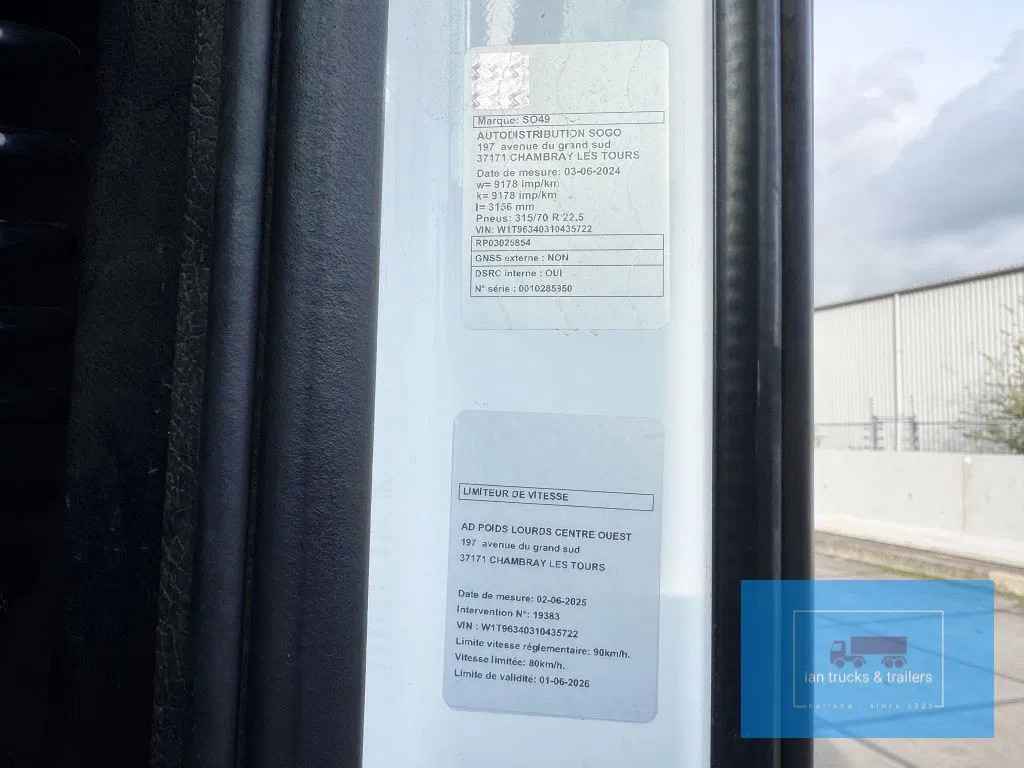 Marque: SO49
AUTODISTRIBUTION SOGO
197 avenue du grand sud
37171 CHAMBRAY LES TOURS
Date de mesure: 03-06-2024
w= 9178 imp/km
k= 9178 imp/km
l= 3156 mm
Pneus: 315/70 R 22,5
VIN: W1T96340310435722
RP03025854
GNSS externe : NON
DSRC interne : OUI
N° série : 0010285950
LIMITEUR DE VITESSE
AD POIDS LOURDS CENTRE OUEST
197 avenue du grand sud
37171 CHAMBRAY LES TOURS
Date de mesure: 02-06-2025
Intervention N°: 19383
VIN : W1T96340310435722
Limite vitesse réglementaire: 90km/h.
Vitesse limitée: 80km/h.
Limite de validité: 01-06-2026
ian trucks & trailers
since